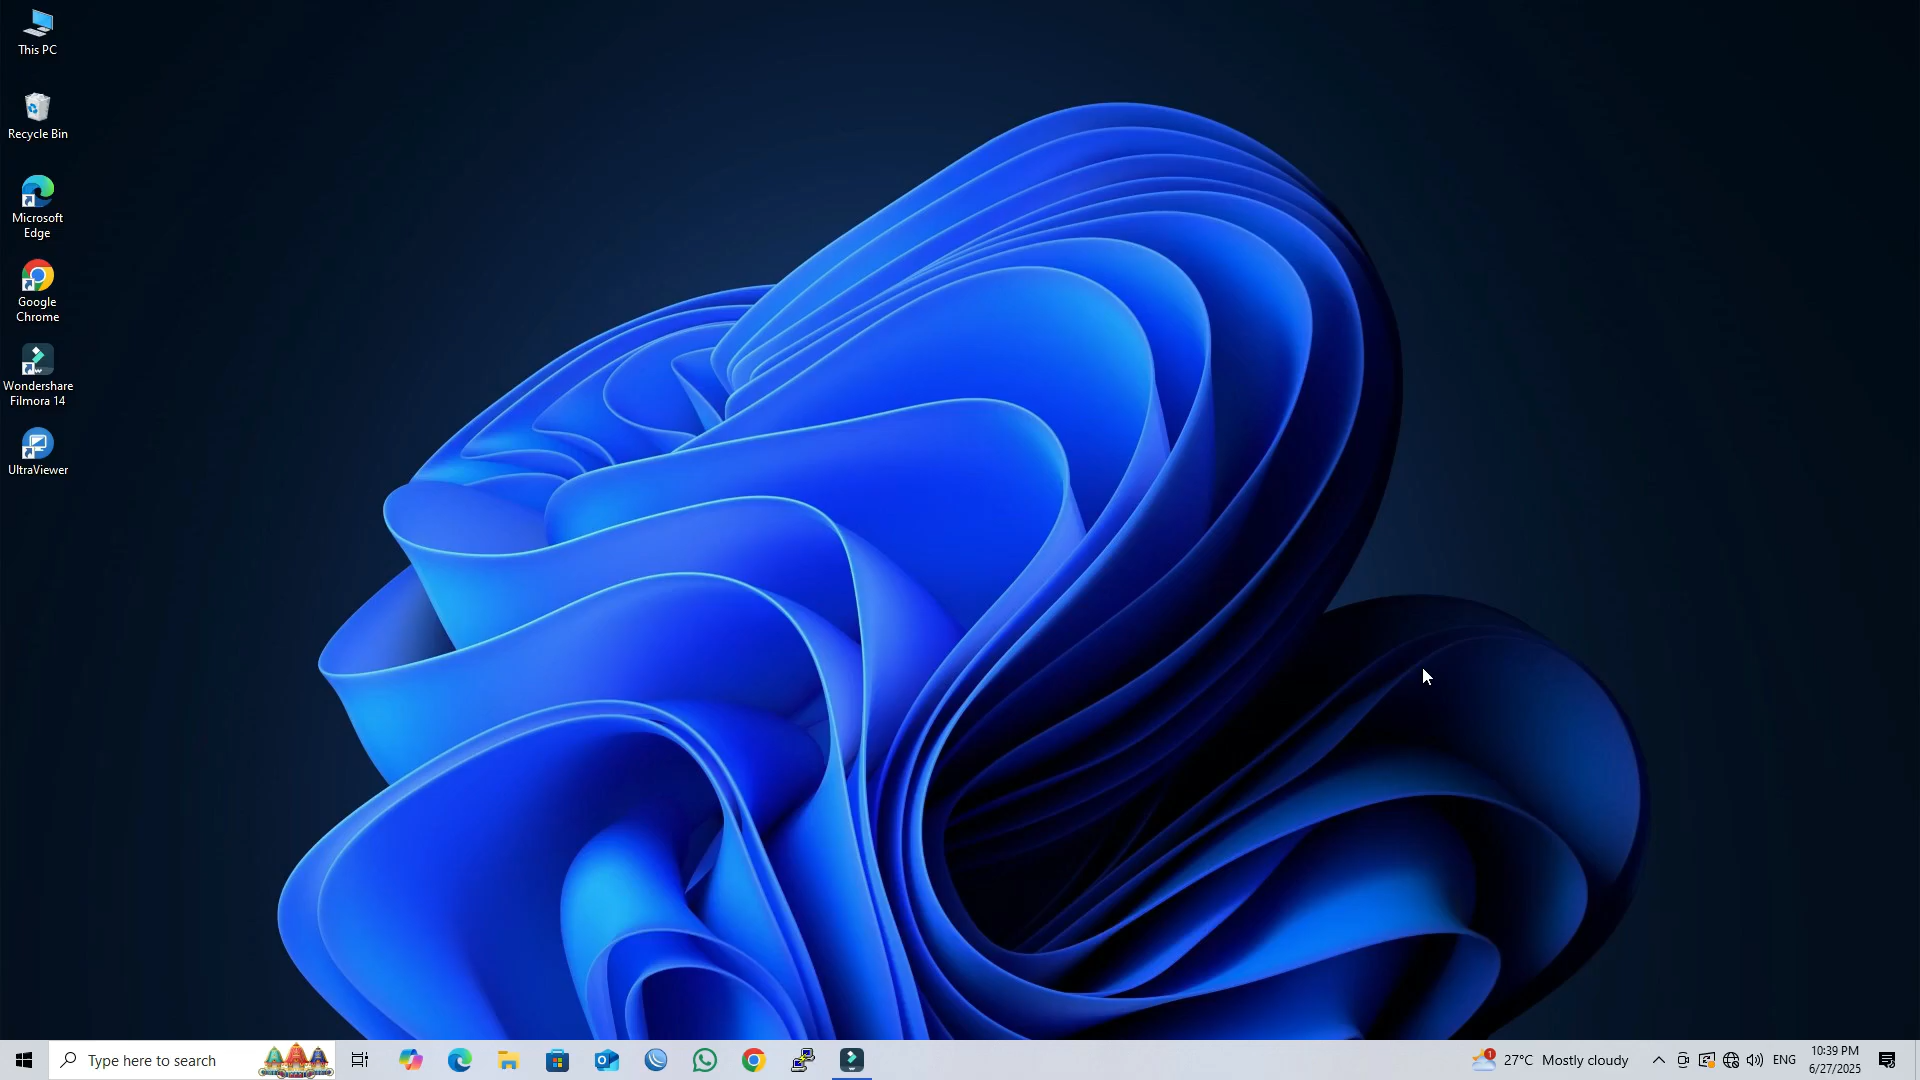 This PC
Recycle Bin
Microsoft
Edge
Google
Chrome
Wondershare
Filmora 14
UltraViewer
Type here to search
1
27°C Mostly cloudy
ENG
10:39 PM
6/27/2025